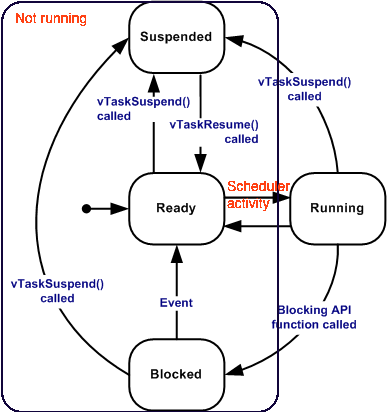 Not running
Suspended
vTaskSuspend()
called
vTaskSuspend()
called
vTaskResume()
called
Scheduler
activity
Ready
Running
vTaskSuspend()
called
Event
Blocking API
function called
Blocked